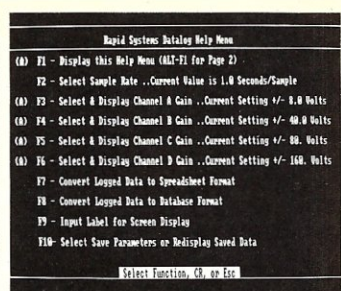 Rapid Systems Datalog Help Menu
(A) F1 - Display this Help Menu (ALT-F1 for Page 2)
F2 - Select Sample Rate ..Current Value is 1.0 Seconds/Sample
(A) F3 - Select & Display Channel A Gain ..Current Setting +/- 8.0 Volts
(A) F4 - Select & Display Channel B Gain ..Current Setting +/- 40.0 Volts
(A) F5 - Select & Display Channel C Gain ..Current Setting +/- 80. Volts
(A) F6 - Select & Display Channel D Gain ..Current Setting +/- 160. Volts
F7 - Convert Logged Data to Spreadsheet Format
F8 - Convert Logged Data to Database Format
F9 - Input Label for Screen Display
F10- Select Save Parameters or Redisplay Saved Data
Select Function, CR, or Esc